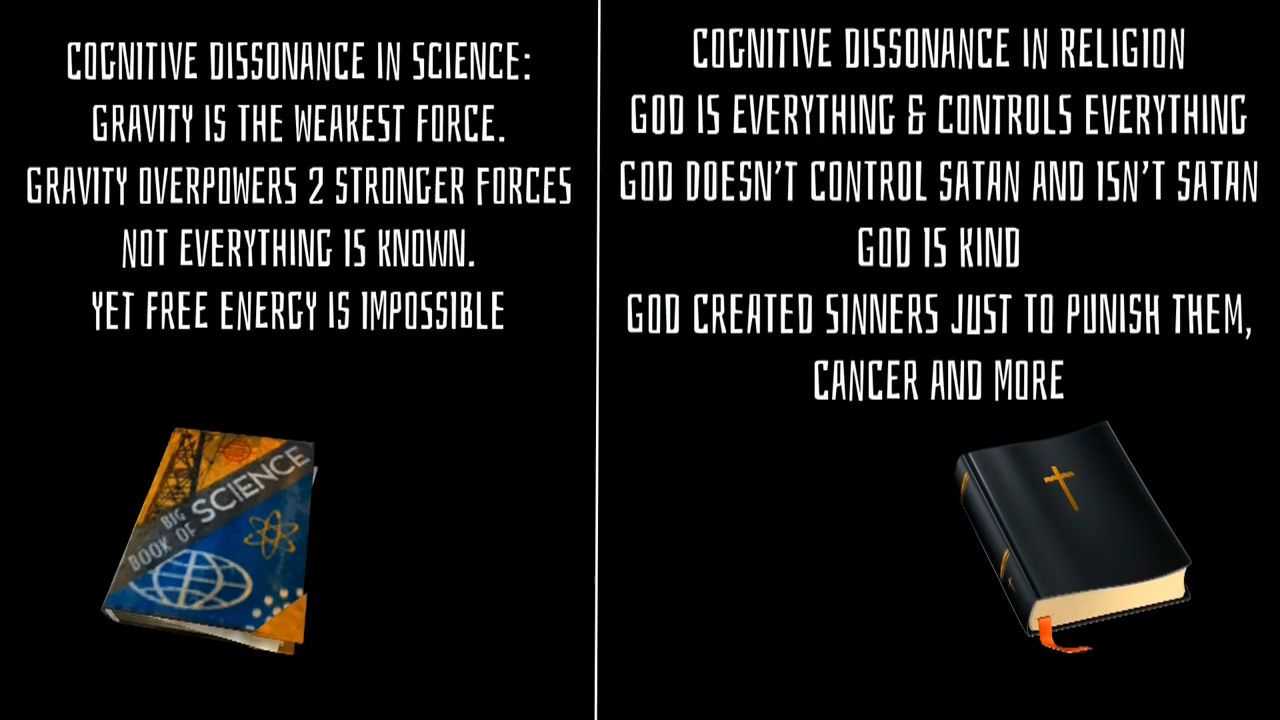 COGNITIVE DISSONANCE IN SCIENCE:
GRAVITY IS THE WEAKEST FORCE.
GRAVITY OVERPOWERS 2 STRONGER FORCES
NOT EVERYTHING IS KNOWN.
YET FREE ENERGY IS IMPOSSIBLE
BIG
BOOK OF SCIENCE
COGNITIVE DISSONANCE IN RELIGION
GOD IS EVERYTHING & CONTROLS EVERYTHING
GOD DOESN'T CONTROL SATAN AND ISN'T SATAN
GOD IS KIND
GOD CREATED SINNERS JUST TO PUNISH THEM,
CANCER AND MORE